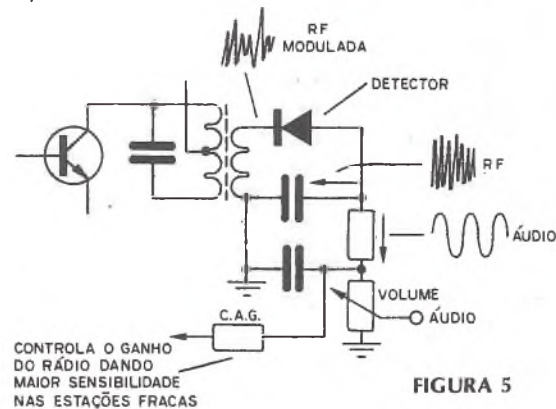 RF
MODULADA
DETECTOR
RF
ÁUDIO
VOLUME
ÁUDIO
C.A.G.
CONTROLA O GANHO
DO RÁDIO DANDO
MAIOR SENSIBILIDADE
NAS ESTAÇÕES FRACAS
FIGURA 5